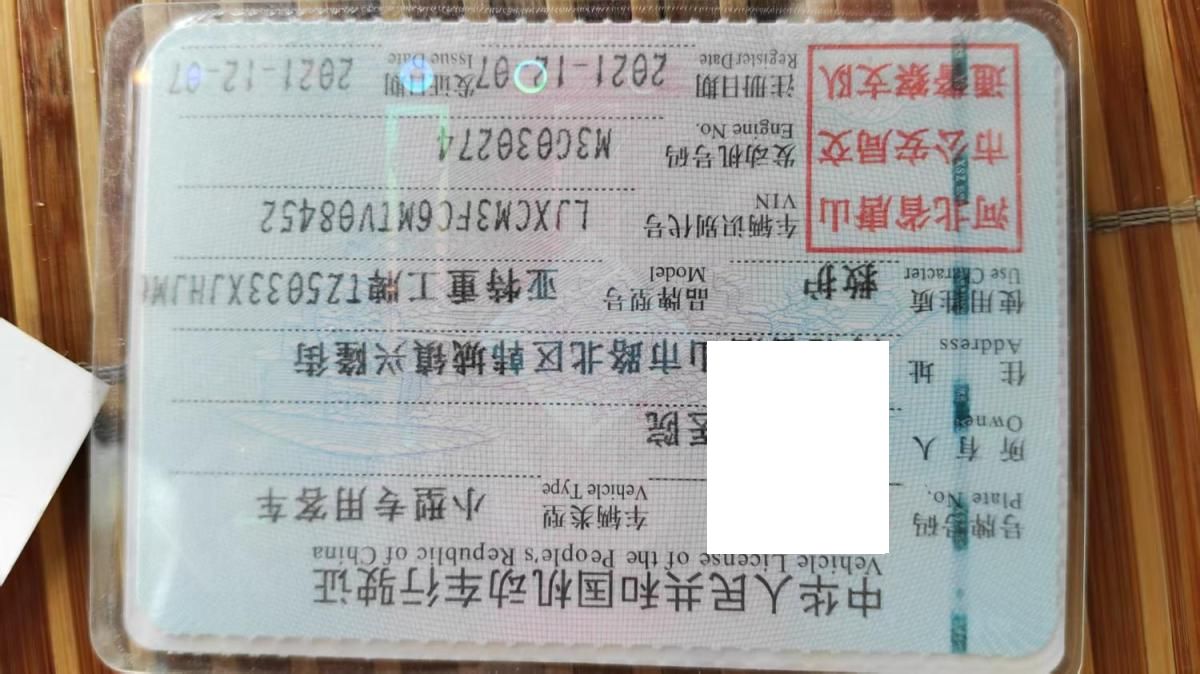 中华人民共和国机动车行驶证
Vehicle License of the People's Republic of China
号牌号码 Plate No.
车辆类型 Vehicle Type 小型专用客车
所有人 Owner 医院
住址 Address 山市路北区韩城镇兴隆街
使用性质 Use Character 救护
品牌型号 Model 亚特重工牌TZ5033XJHJM
河北省唐山
市公安局交
通警察支队
车辆识别代号 VIN LJXCM3FC6MTV08452
发动机号码 Engine No. M3G030274
注册日期 Register Date 2021-12-07
发证日期 Issue Date 2021-12-07